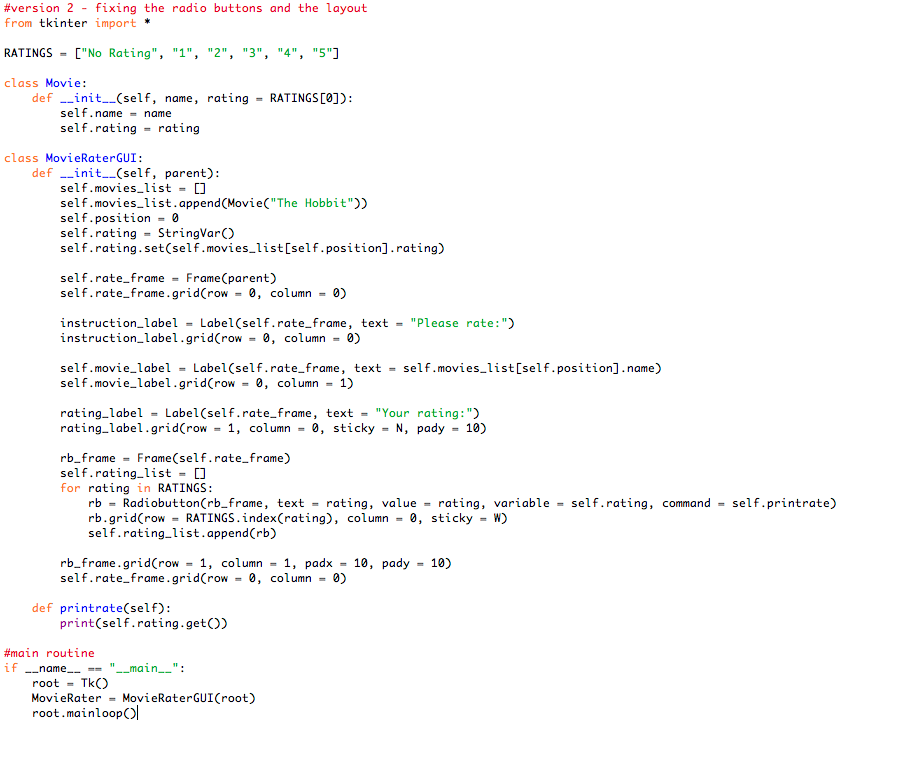 #version 2 - fixing the radio buttons and the layout
from tkinter import *

RATINGS = ["No Rating", "1", "2", "3", "4", "5"]

class Movie:
    def __init__(self, name, rating = RATINGS[0]):
        self.name = name
        self.rating = rating

class MovieRaterGUI:
    def __init__(self, parent):
        self.movies_list = []
        self.movies_list.append(Movie("The Hobbit"))
        self.position = 0
        self.rating = StringVar()
        self.rating.set(self.movies_list[self.position].rating)

        self.rate_frame = Frame(parent)
        self.rate_frame.grid(row = 0, column = 0)

        instruction_label = Label(self.rate_frame, text = "Please rate:")
        instruction_label.grid(row = 0, column = 0)

        self.movie_label = Label(self.rate_frame, text = self.movies_list[self.position].name)
        self.movie_label.grid(row = 0, column = 1)

        rating_label = Label(self.rate_frame, text = "Your rating:")
        rating_label.grid(row = 1, column = 0, sticky = N, pady = 10)

        rb_frame = Frame(self.rate_frame)
        self.rating_list = []
        for rating in RATINGS:
            rb = Radiobutton(rb_frame, text = rating, value = rating, variable = self.rating, command = self.printrate)
            rb.grid(row = RATINGS.index(rating), column = 0, sticky = W)
            self.rating_list.append(rb)

        rb_frame.grid(row = 1, column = 1, padx = 10, pady = 10)
        self.rate_frame.grid(row = 0, column = 0)

    def printrate(self):
        print(self.rating.get())

#main routine
if __name__ == "__main__":
    root = Tk()
    MovieRater = MovieRaterGUI(root)
    root.mainloop()